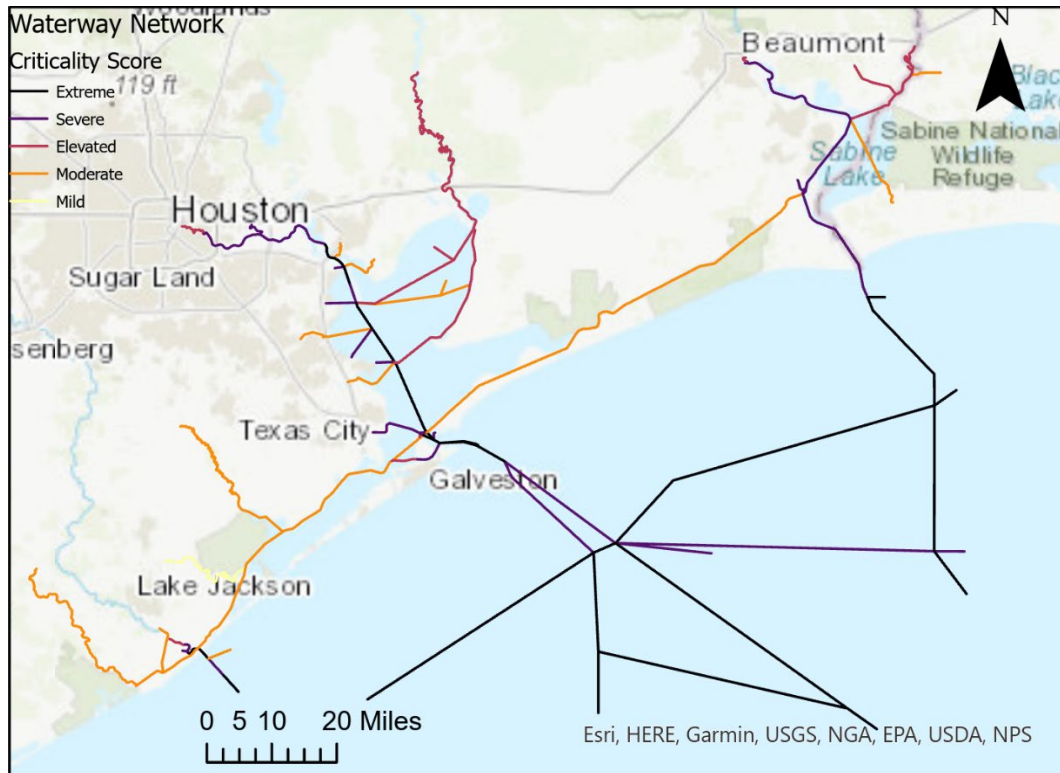 Woodlands
Waterway Network
Criticality Score
Extreme
Severe
Elevated
Moderate
Mild
119 ft
N
Beaumont
Sabine National
Wildlife
Refuge
Sabine
Lake
Houston
Sugar Land
senberg
Texas City
Galveston
Lake Jackson
0 5 10 20 Miles
Esri, HERE, Garmin, USGS, NGA, EPA, USDA, NPS